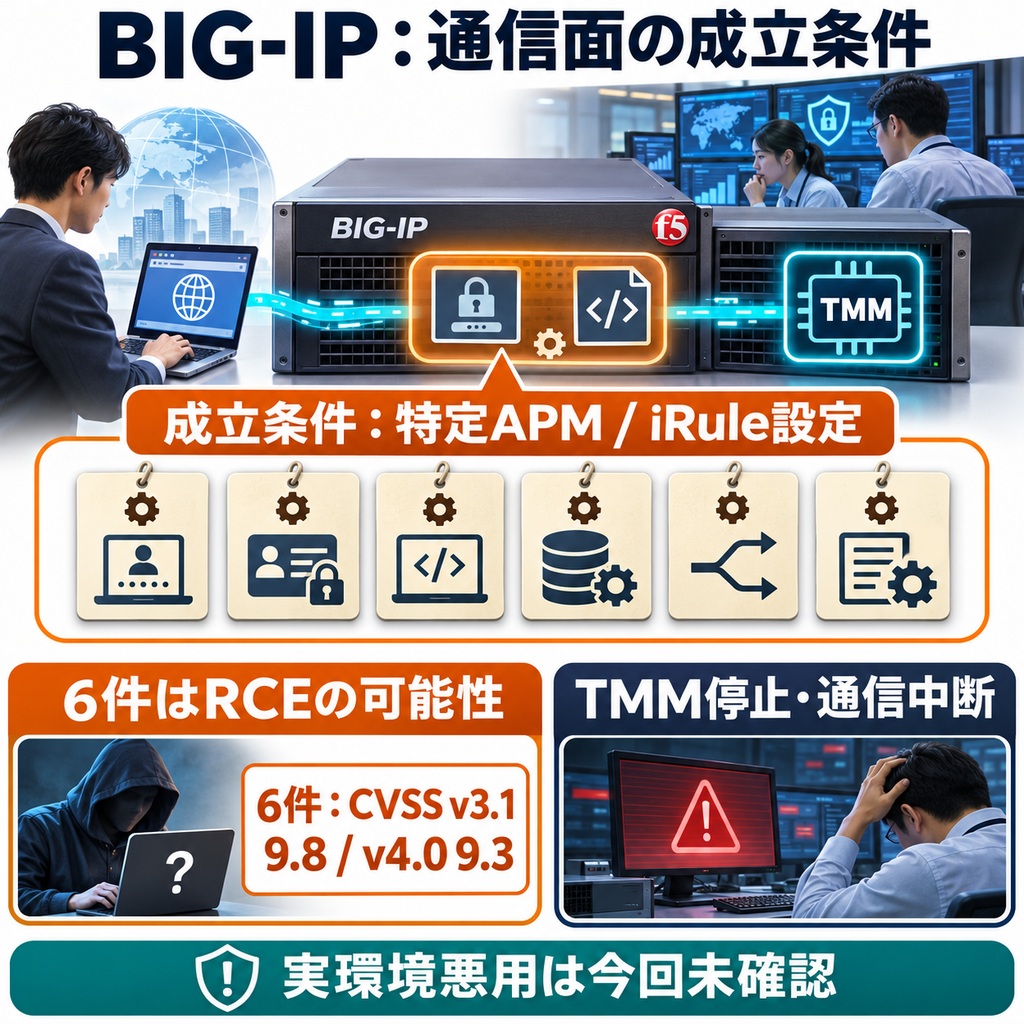 BIG-IP：通信面の成立条件
BIG-IP
f5
</>
TMM
成立条件：特定APM / iRule設定
</>
6件はRCEの可能性
6件：CVSS v3.1
9.8 / v4.0 9.3
?
TMM停止・通信中断
!
!
実環境悪用は今回未確認